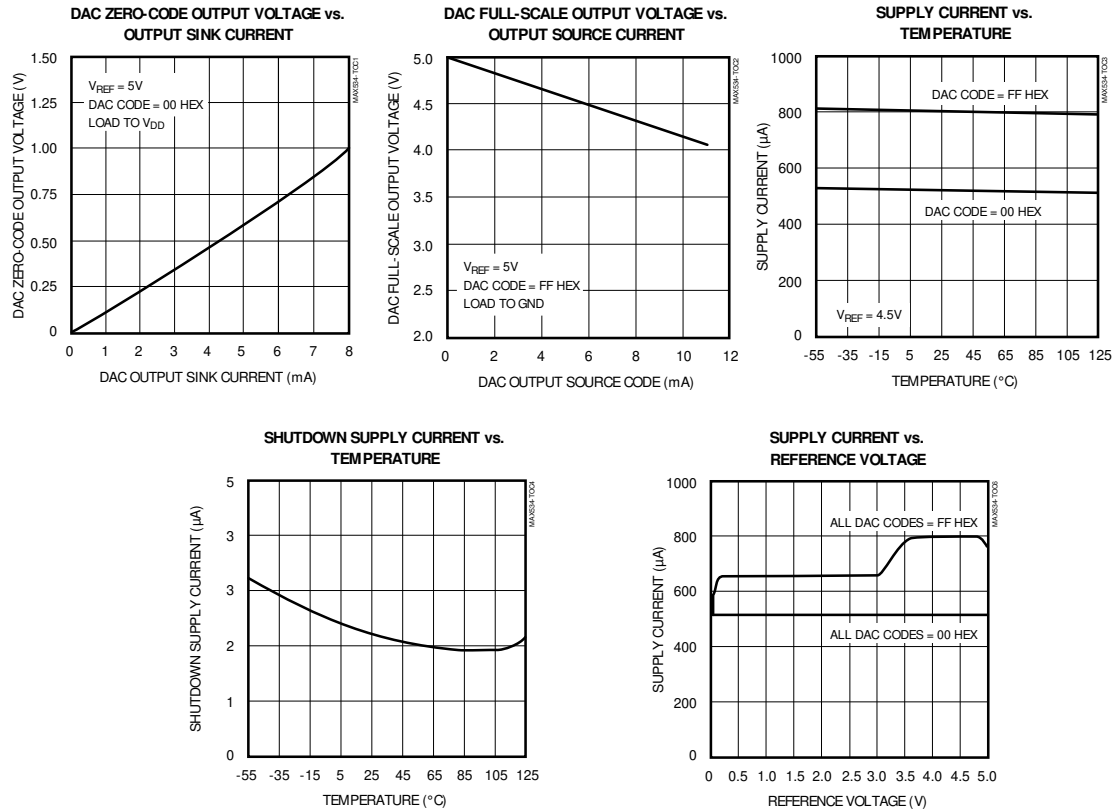 DAC ZERO-CODE OUTPUT VOLTAGE vs.
OUTPUT SINK CURRENT
MAX534-TOC1
DAC ZERO-CODE OUTPUT VOLTAGE (V)
1.50
1.25
1.00
0.75
0.50
0.25
0
VREF = 5V
DAC CODE = 00 HEX
LOAD TO VDD
0 1 2 3 4 5 6 7 8
DAC OUTPUT SINK CURRENT (mA)
DAC FULL-SCALE OUTPUT VOLTAGE vs.
OUTPUT SOURCE CURRENT
MAX534-TOC2
DAC FULL-SCALE OUTPUT VOLTAGE (V)
5.0
4.5
4.0
3.5
3.0
2.5
2.0
VREF = 5V
DAC CODE = FF HEX
LOAD TO GND
0 2 4 6 8 10 12
DAC OUTPUT SOURCE CODE (mA)
SUPPLY CURRENT vs.
TEMPERATURE
MAX534-TOC3
SUPPLY CURRENT (µA)
1000
800
600
400
200
0
DAC CODE = FF HEX
DAC CODE = 00 HEX
VREF = 4.5V
-55 -35 -15 5 25 45 65 85 105 125
TEMPERATURE (°C)
SHUTDOWN SUPPLY CURRENT vs.
TEMPERATURE
MAX534-TOC4
SHUTDOWN SUPPLY CURRENT (µA)
5
3
3
2
1
0
-55 -35 -15 5 25 45 65 85 105 125
TEMPERATURE (°C)
SUPPLY CURRENT vs.
REFERENCE VOLTAGE
SUPPLY CURRENT (µA)
1000
800
600
400
200
0
ALL DAC CODES = FF HEX
ALL DAC CODES = 00 HEX
0 0.5 1.0 1.5 2.0 2.5 3.0 3.5 4.0 4.5 5.0
REFERENCE VOLTAGE (V)